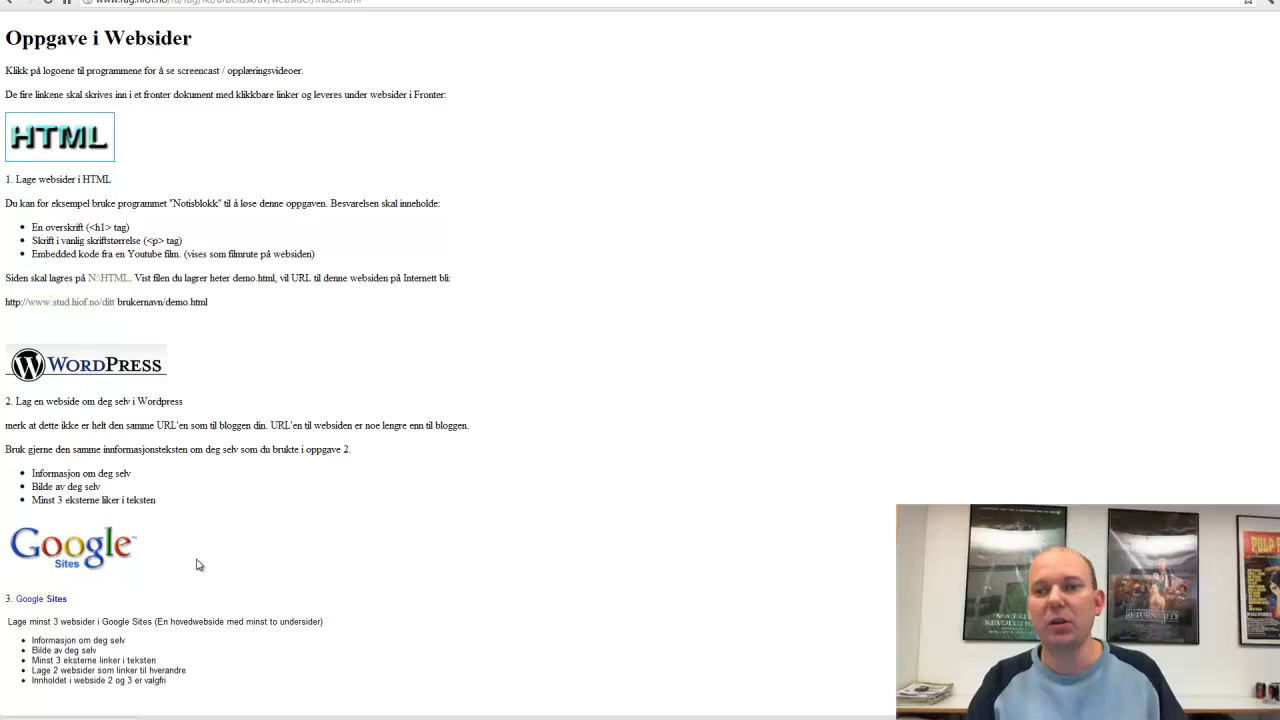 Oppgave i Websider
Klikk på logoene til programmene for å se screencast / opplæringsvideoer.
De fire linkene skal skrives inn i et fronter dokument med klikkbare linker og leveres under websider i Fronter:
HTML
1. Lage websider i HTML
Du kan for eksempel bruke programmet "Notisblokk" til å løse denne oppgaven. Besvarelsen skal inneholde:
En overskrift (<h1> tag)
Skrift i vanlig skriftstørrelse (<p> tag)
Embedded kode fra en Youtube film. (vises som filmrute på websiden)
Siden skal lagres på N:\HTML. Vist filen du lagrer heter demo.html, vil URL til denne websiden på Internett bli:
http://www.stud.hiof.no/ditt brukernavn/demo.html
WORDPRESS
2. Lag en webside om deg selv i Wordpress
merk at dette ikke er helt den samme URL'en som til bloggen din. URL'en til websiden er noe lengre enn til bloggen.
Bruk gjerne den samme innformasjonsteksten om deg selv som du brukte i oppgave 2.
Informasjon om deg selv
Bilde av deg selv
Minst 3 eksterne liker i teksten
Google
Sites
3. Google Sites
Lage minst 3 websider i Google Sites (En hovedwebside med minst to undersider)
Informasjon om deg selv
Bilde av deg selv
Minst 3 eksterne linker i teksten
Lage 2 websider som linker til hverandre
Innholdet i webside 2 og 3 er valgfri
RETURN OF THE JEDI
PULP